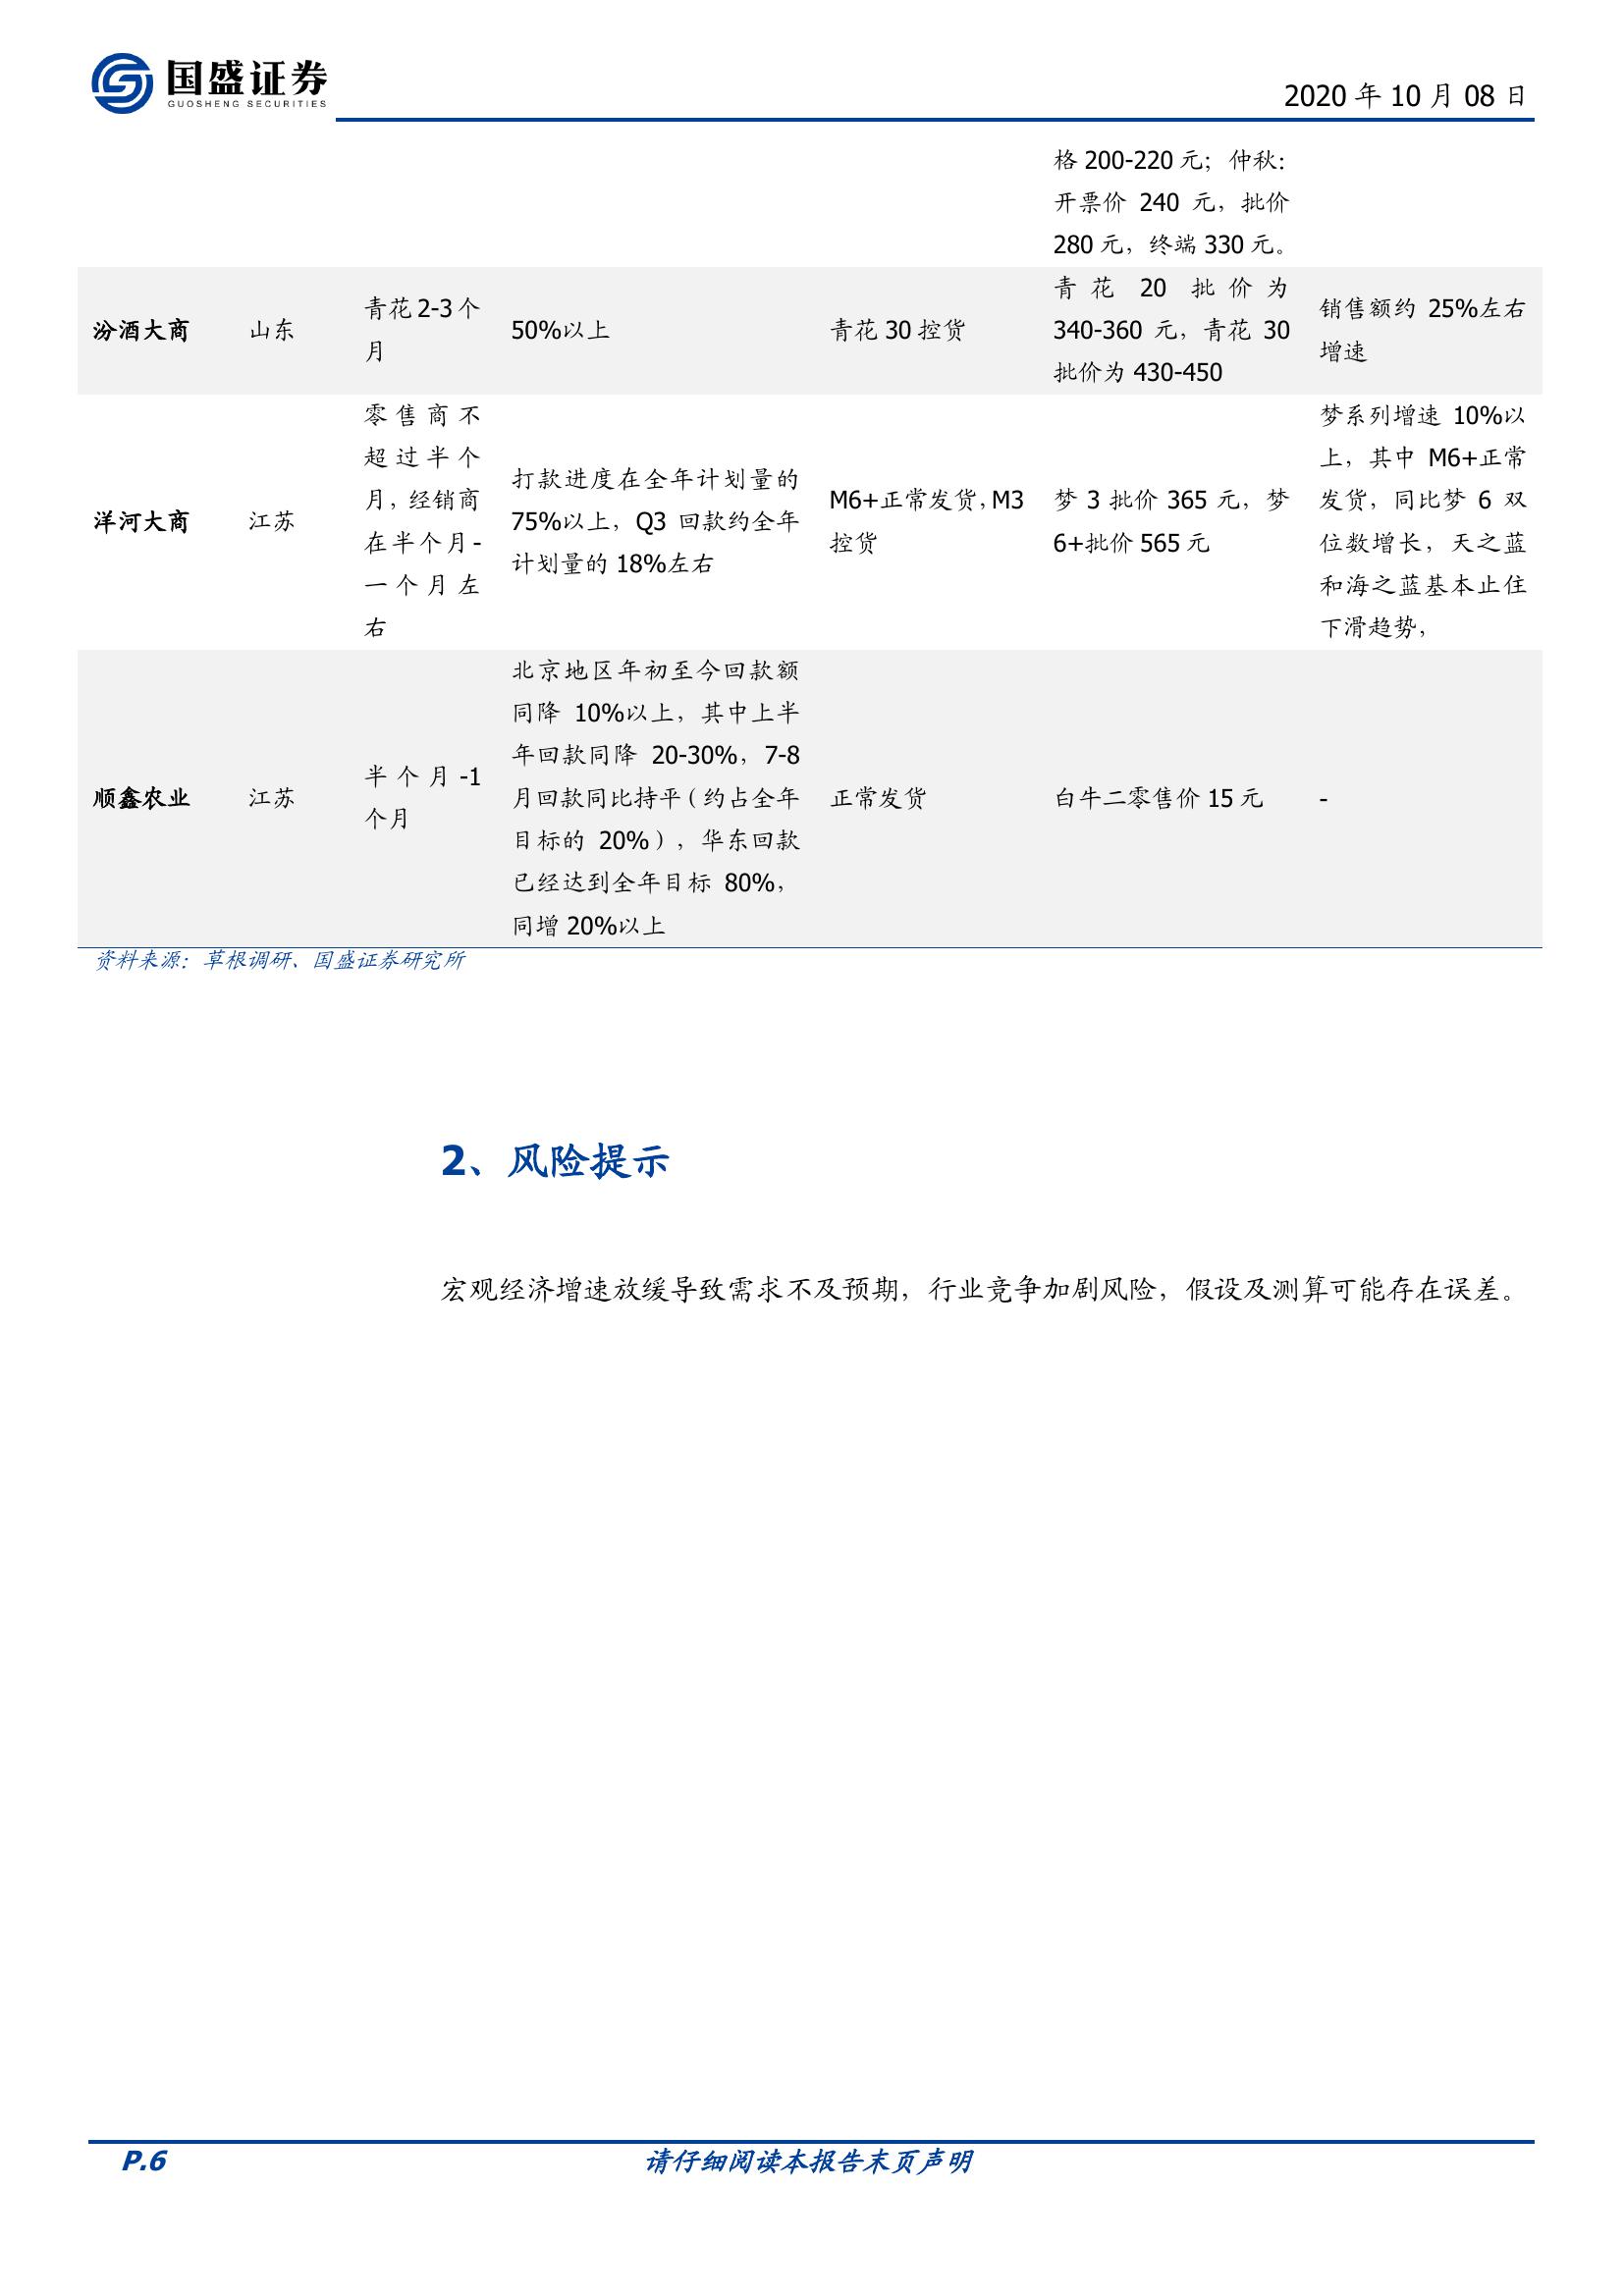 国盛证券
GUOSHENG SECURITIES
2020 年 10 月 08 日
格 200-220 元；仲秋：
开票价 240 元，批价
280 元，终端 330 元。
汾酒大商
山东
青花 2-3 个
月
50%以上
青花 30 控货
青花 20 批价为
340-360 元，青花 30
批价为 430-450
销售额约 25%左右
增速
洋河大商
江苏
零售商不
超过半个
月，经销商
在半个月-
一个月左
右
打款进度在全年计划量的
75%以上，Q3 回款约全年
计划量的 18%左右
M6+正常发货，M3
控货
梦 3 批价 365 元，梦
6+批价 565 元
梦系列增速 10%以
上，其中 M6+正常
发货，同比梦 6 双
位数增长，天之蓝
和海之蓝基本止住
下滑趋势，
顺鑫农业
江苏
半个月-1
个月
北京地区年初至今回款额
同降 10%以上，其中上半
年回款同降 20-30%，7-8
月回款同比持平（约占全年
目标的 20%），华东回款
已经达到全年目标 80%，
同增 20%以上
正常发货
白牛二零售价 15 元
-
资料来源：草根调研、国盛证券研究所
2、风险提示
宏观经济增速放缓导致需求不及预期，行业竞争加剧风险，假设及测算可能存在误差。
P.6
请仔细阅读本报告末页声明